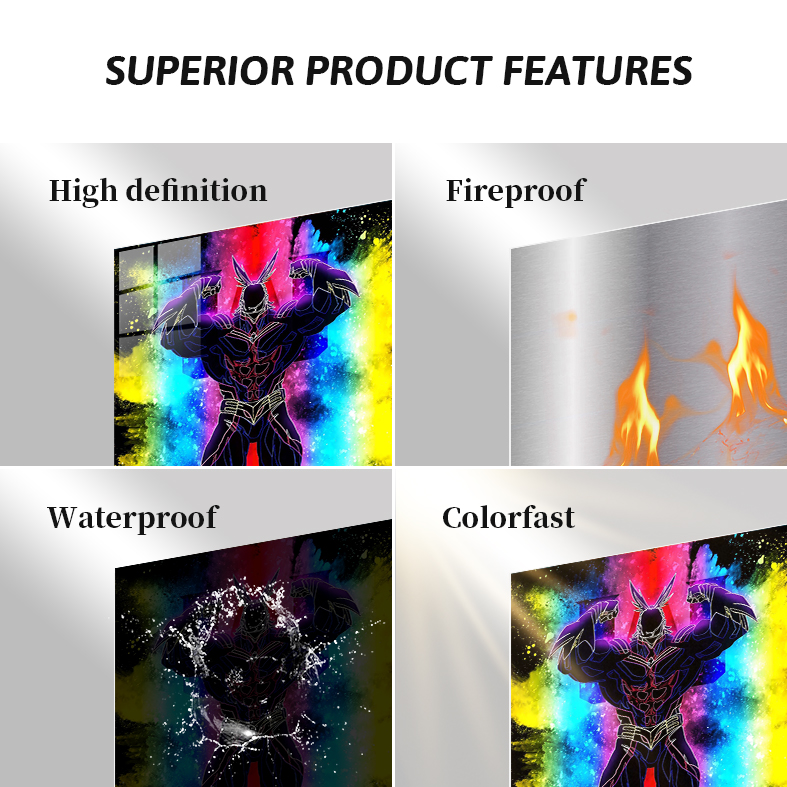 SUPERIOR PRODUCT FEATURES
High definition
Fireproof
Waterproof
Colorfast